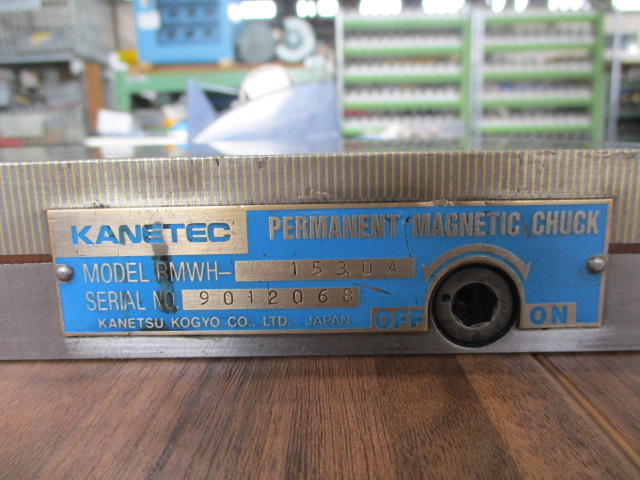 KANETEC PERMANENT MAGNETIC CHUCK
MODEL RMWH- 1530A
SERIAL NO. 9012068
KANETSU KOGYO CO., LTD. JAPAN
OFF ON